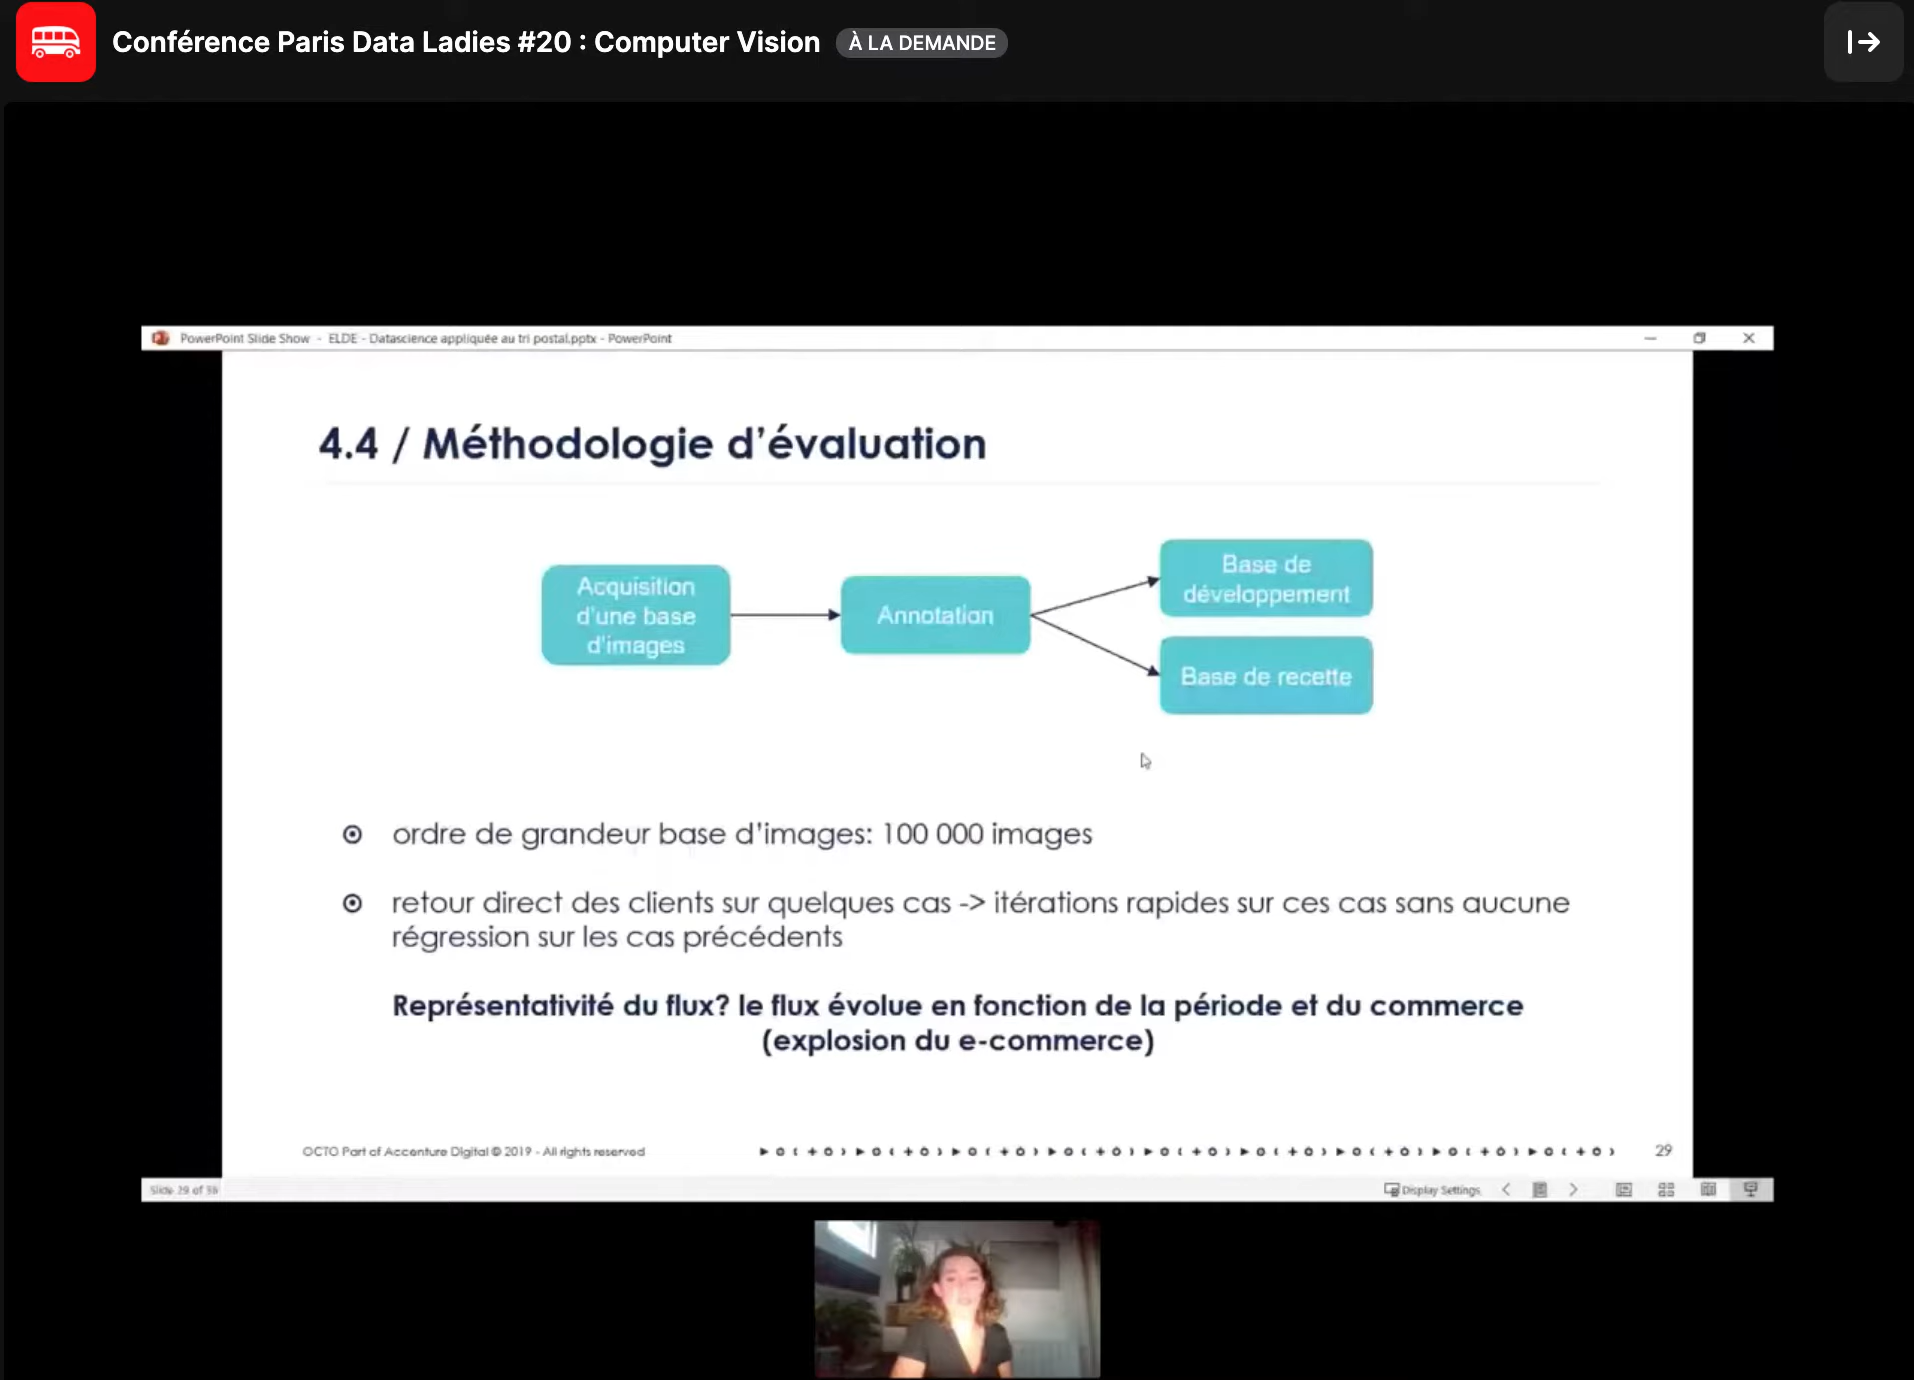 Conférence Paris Data Ladies #20 : Computer Vision
À LA DEMANDE
PowerPoint Slide Show - ELDE - Datascience appliquée au tri postal.pptx - PowerPoint
4.4 / Méthodologie d’évaluation
Acquisition
d'une base
d'images
Annotation
Base de
développement
Base de recette
ordre de grandeur base d’images: 100 000 images
retour direct des clients sur quelques cas -> itérations rapides sur ces cas sans aucune
régression sur les cas précédents
Représentativité du flux? le flux évolue en fonction de la période et du commerce
(explosion du e-commerce)
OCTO Part of Accenture Digital © 2019 - All rights reserved
29
Slide 29 of
Display Settings